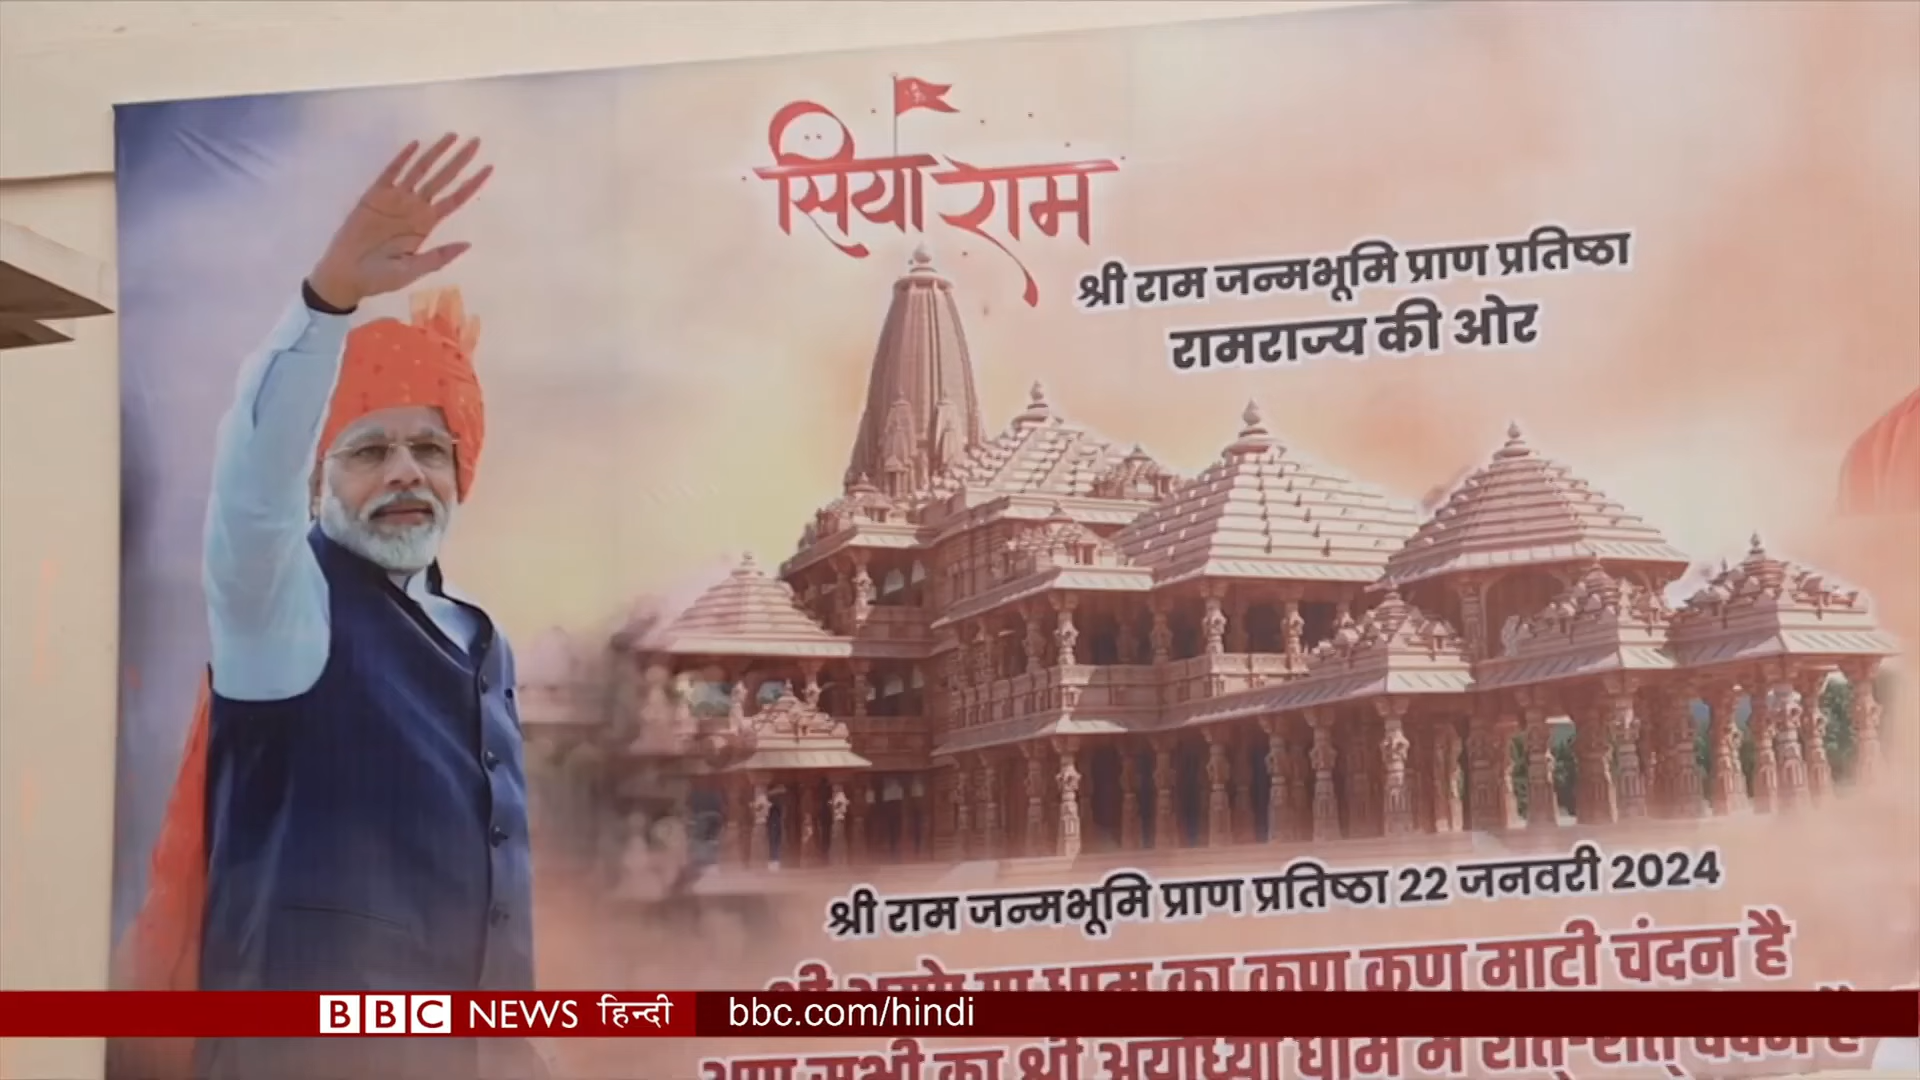 सिया राम
श्री राम जन्मभूमि प्राण प्रतिष्ठा
रामराज्य की ओर
श्री राम जन्मभूमि प्राण प्रतिष्ठा 22 जनवरी 2024
का कण कण माटी चंदन है
BBC NEWS हिन्दी bbc.com/hindi
का श्री अयोध्या धाम में